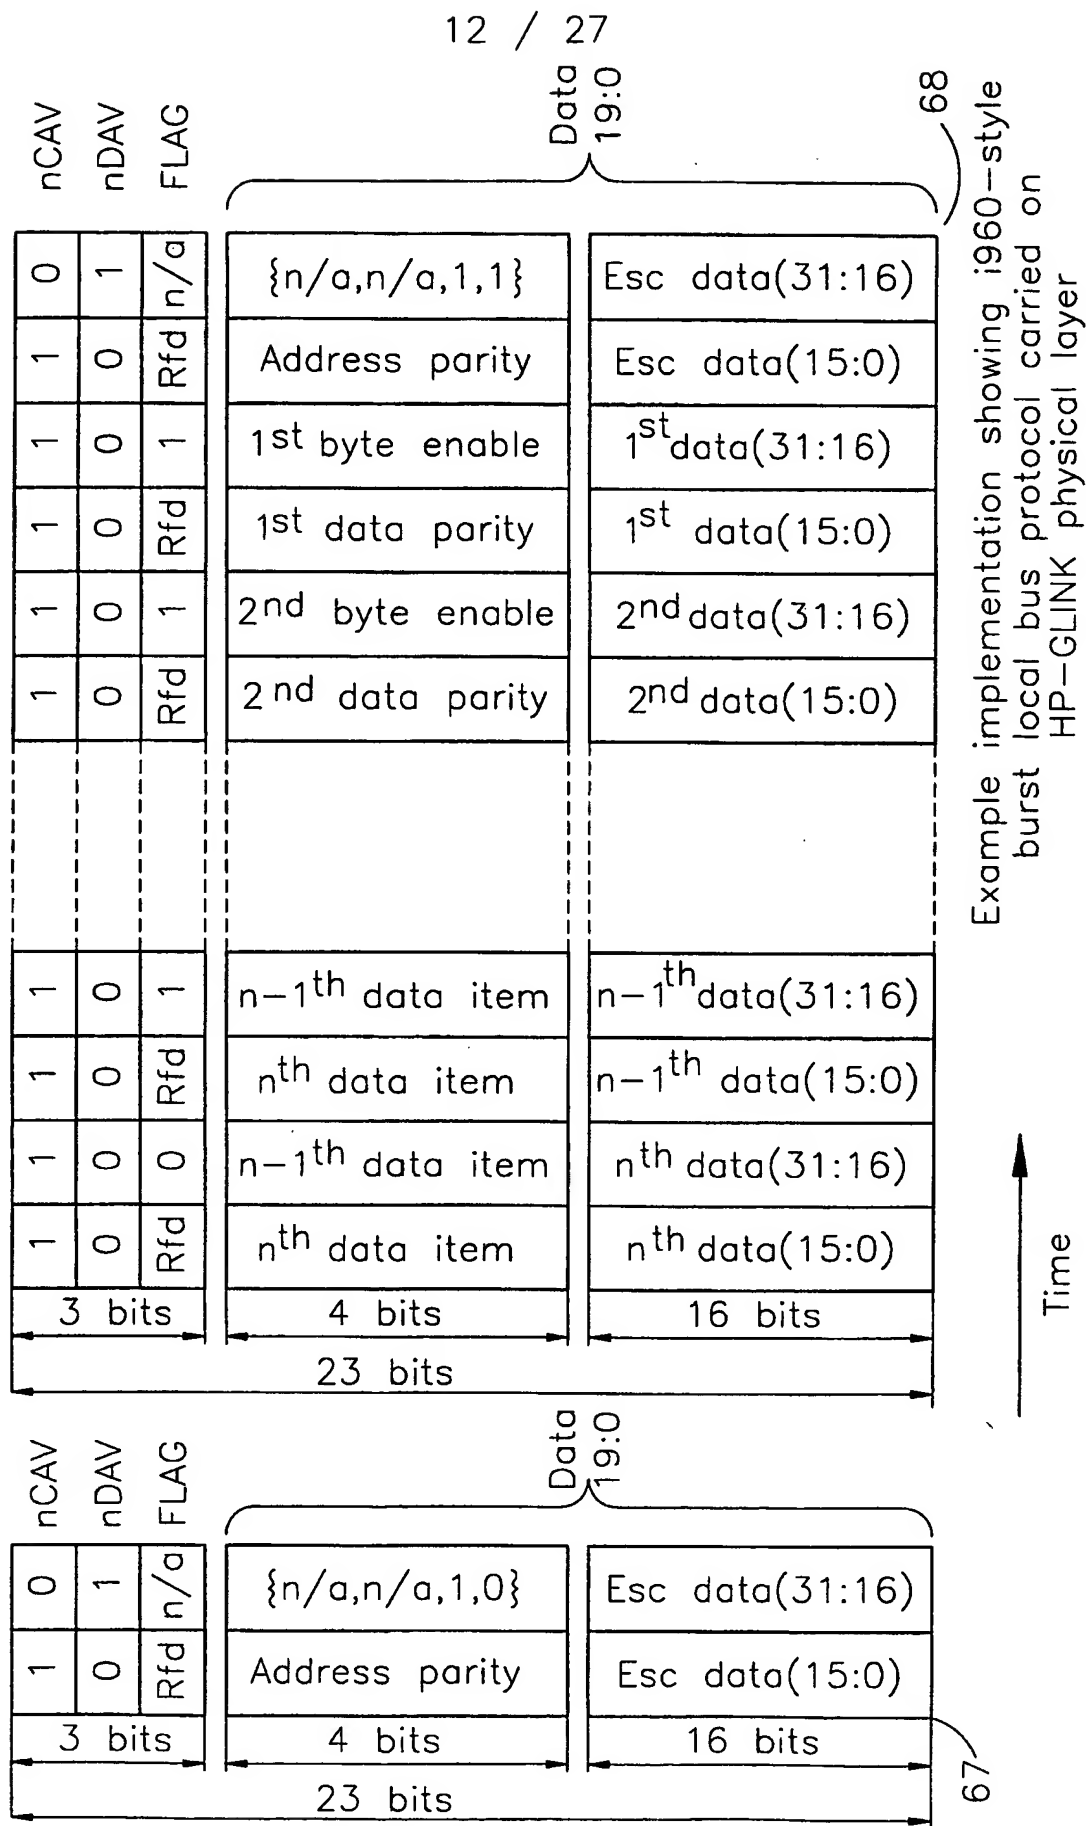 12 / 27
nCAV
nDAV
FLAG
Data
19:0
68
0 1 n/a {n/a,n/a,1,1} Esc data(31:16)
1 0 Rfd Address parity Esc data(15:0)
1 0 1 1st byte enable 1st data(31:16)
1 0 Rfd 1st data parity 1st data(15:0)
1 0 1 2nd byte enable 2nd data(31:16)
1 0 Rfd 2nd data parity 2nd data(15:0)
1 0 1 n-1th data item n-1th data(31:16)
1 0 Rfd nth data item n-1th data(15:0)
1 0 0 n-1th data item nth data(31:16)
1 0 Rfd nth data item nth data(15:0)
3 bits 4 bits 16 bits
23 bits
Example implementation showing i960-style
burst local bus protocol carried on
HP-GLINK physical layer
Time
nCAV
nDAV
FLAG
Data
19:0
0 1 n/a {n/a,n/a,1,0} Esc data(31:16)
1 0 Rfd Address parity Esc data(15:0)
3 bits 4 bits 16 bits
23 bits
67